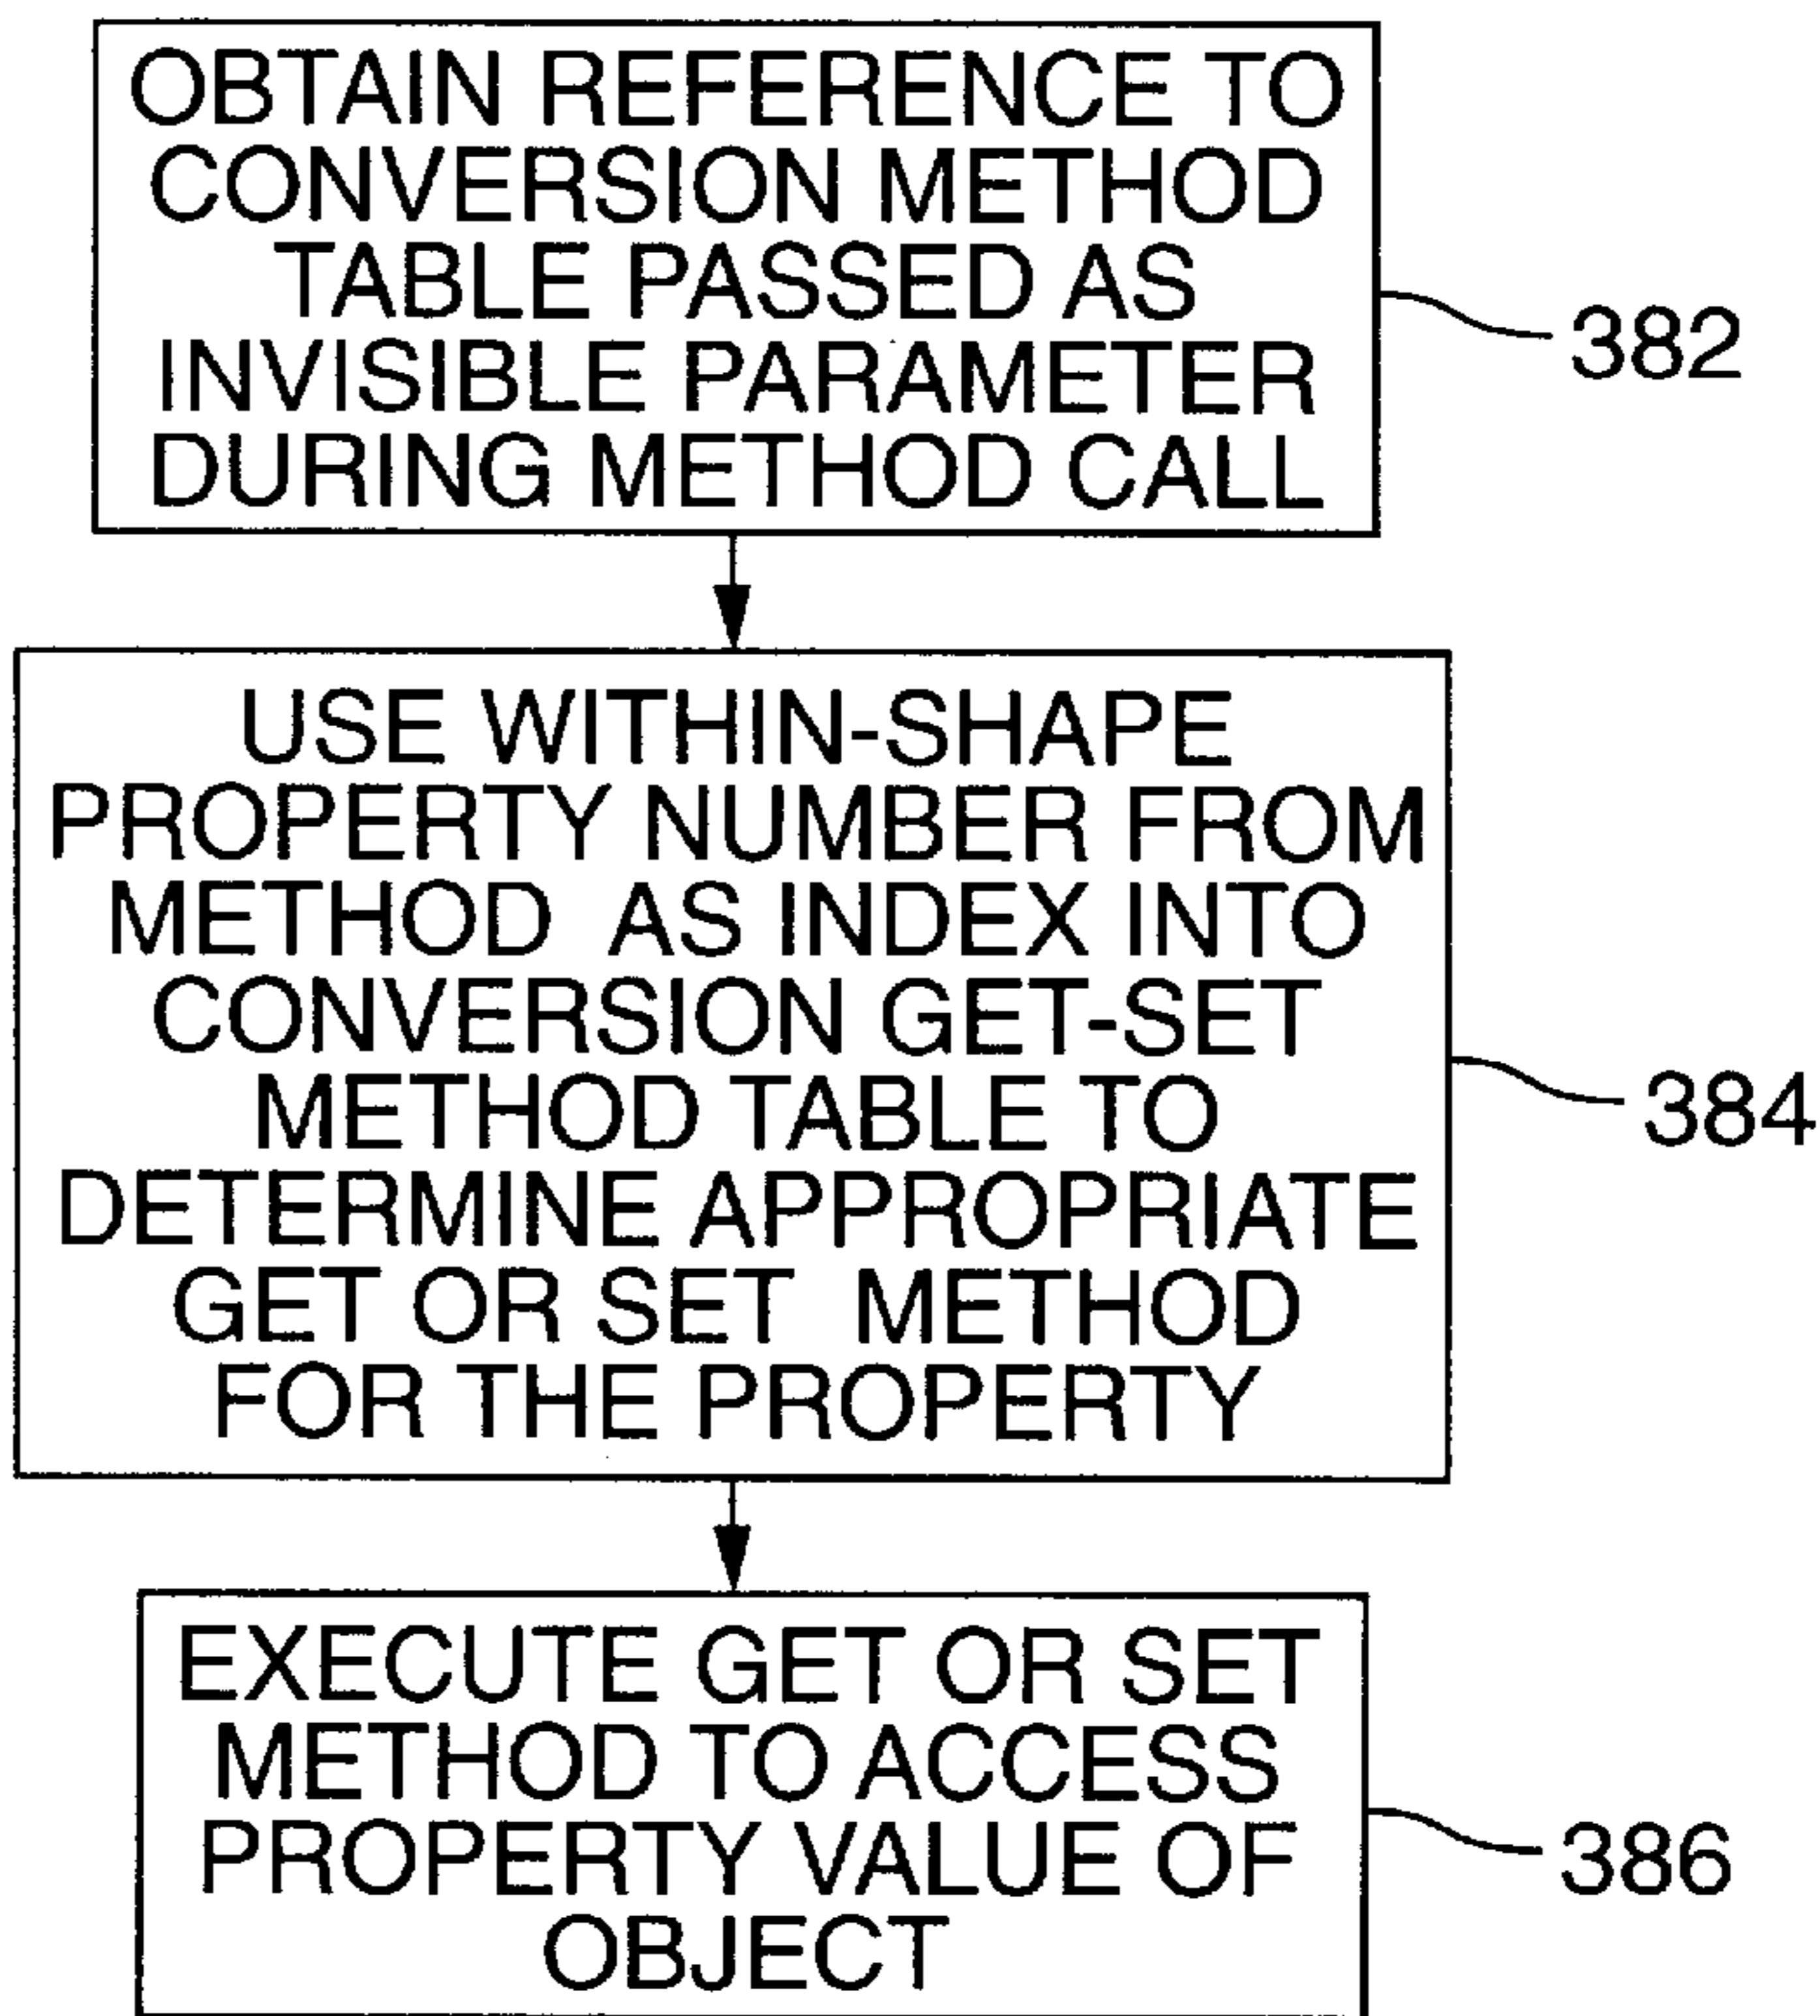 OBTAIN REFERENCE TO
CONVERSION METHOD
TABLE PASSED AS
INVISIBLE PARAMETER
DURING METHOD CALL
382
USE WITHIN-SHAPE
PROPERTY NUMBER FROM
METHOD AS INDEX INTO
CONVERSION GET-SET
METHOD TABLE TO
DETERMINE APPROPRIATE
GET OR SET METHOD
FOR THE PROPERTY
384
EXECUTE GET OR SET
METHOD TO ACCESS
PROPERTY VALUE OF
OBJECT
386